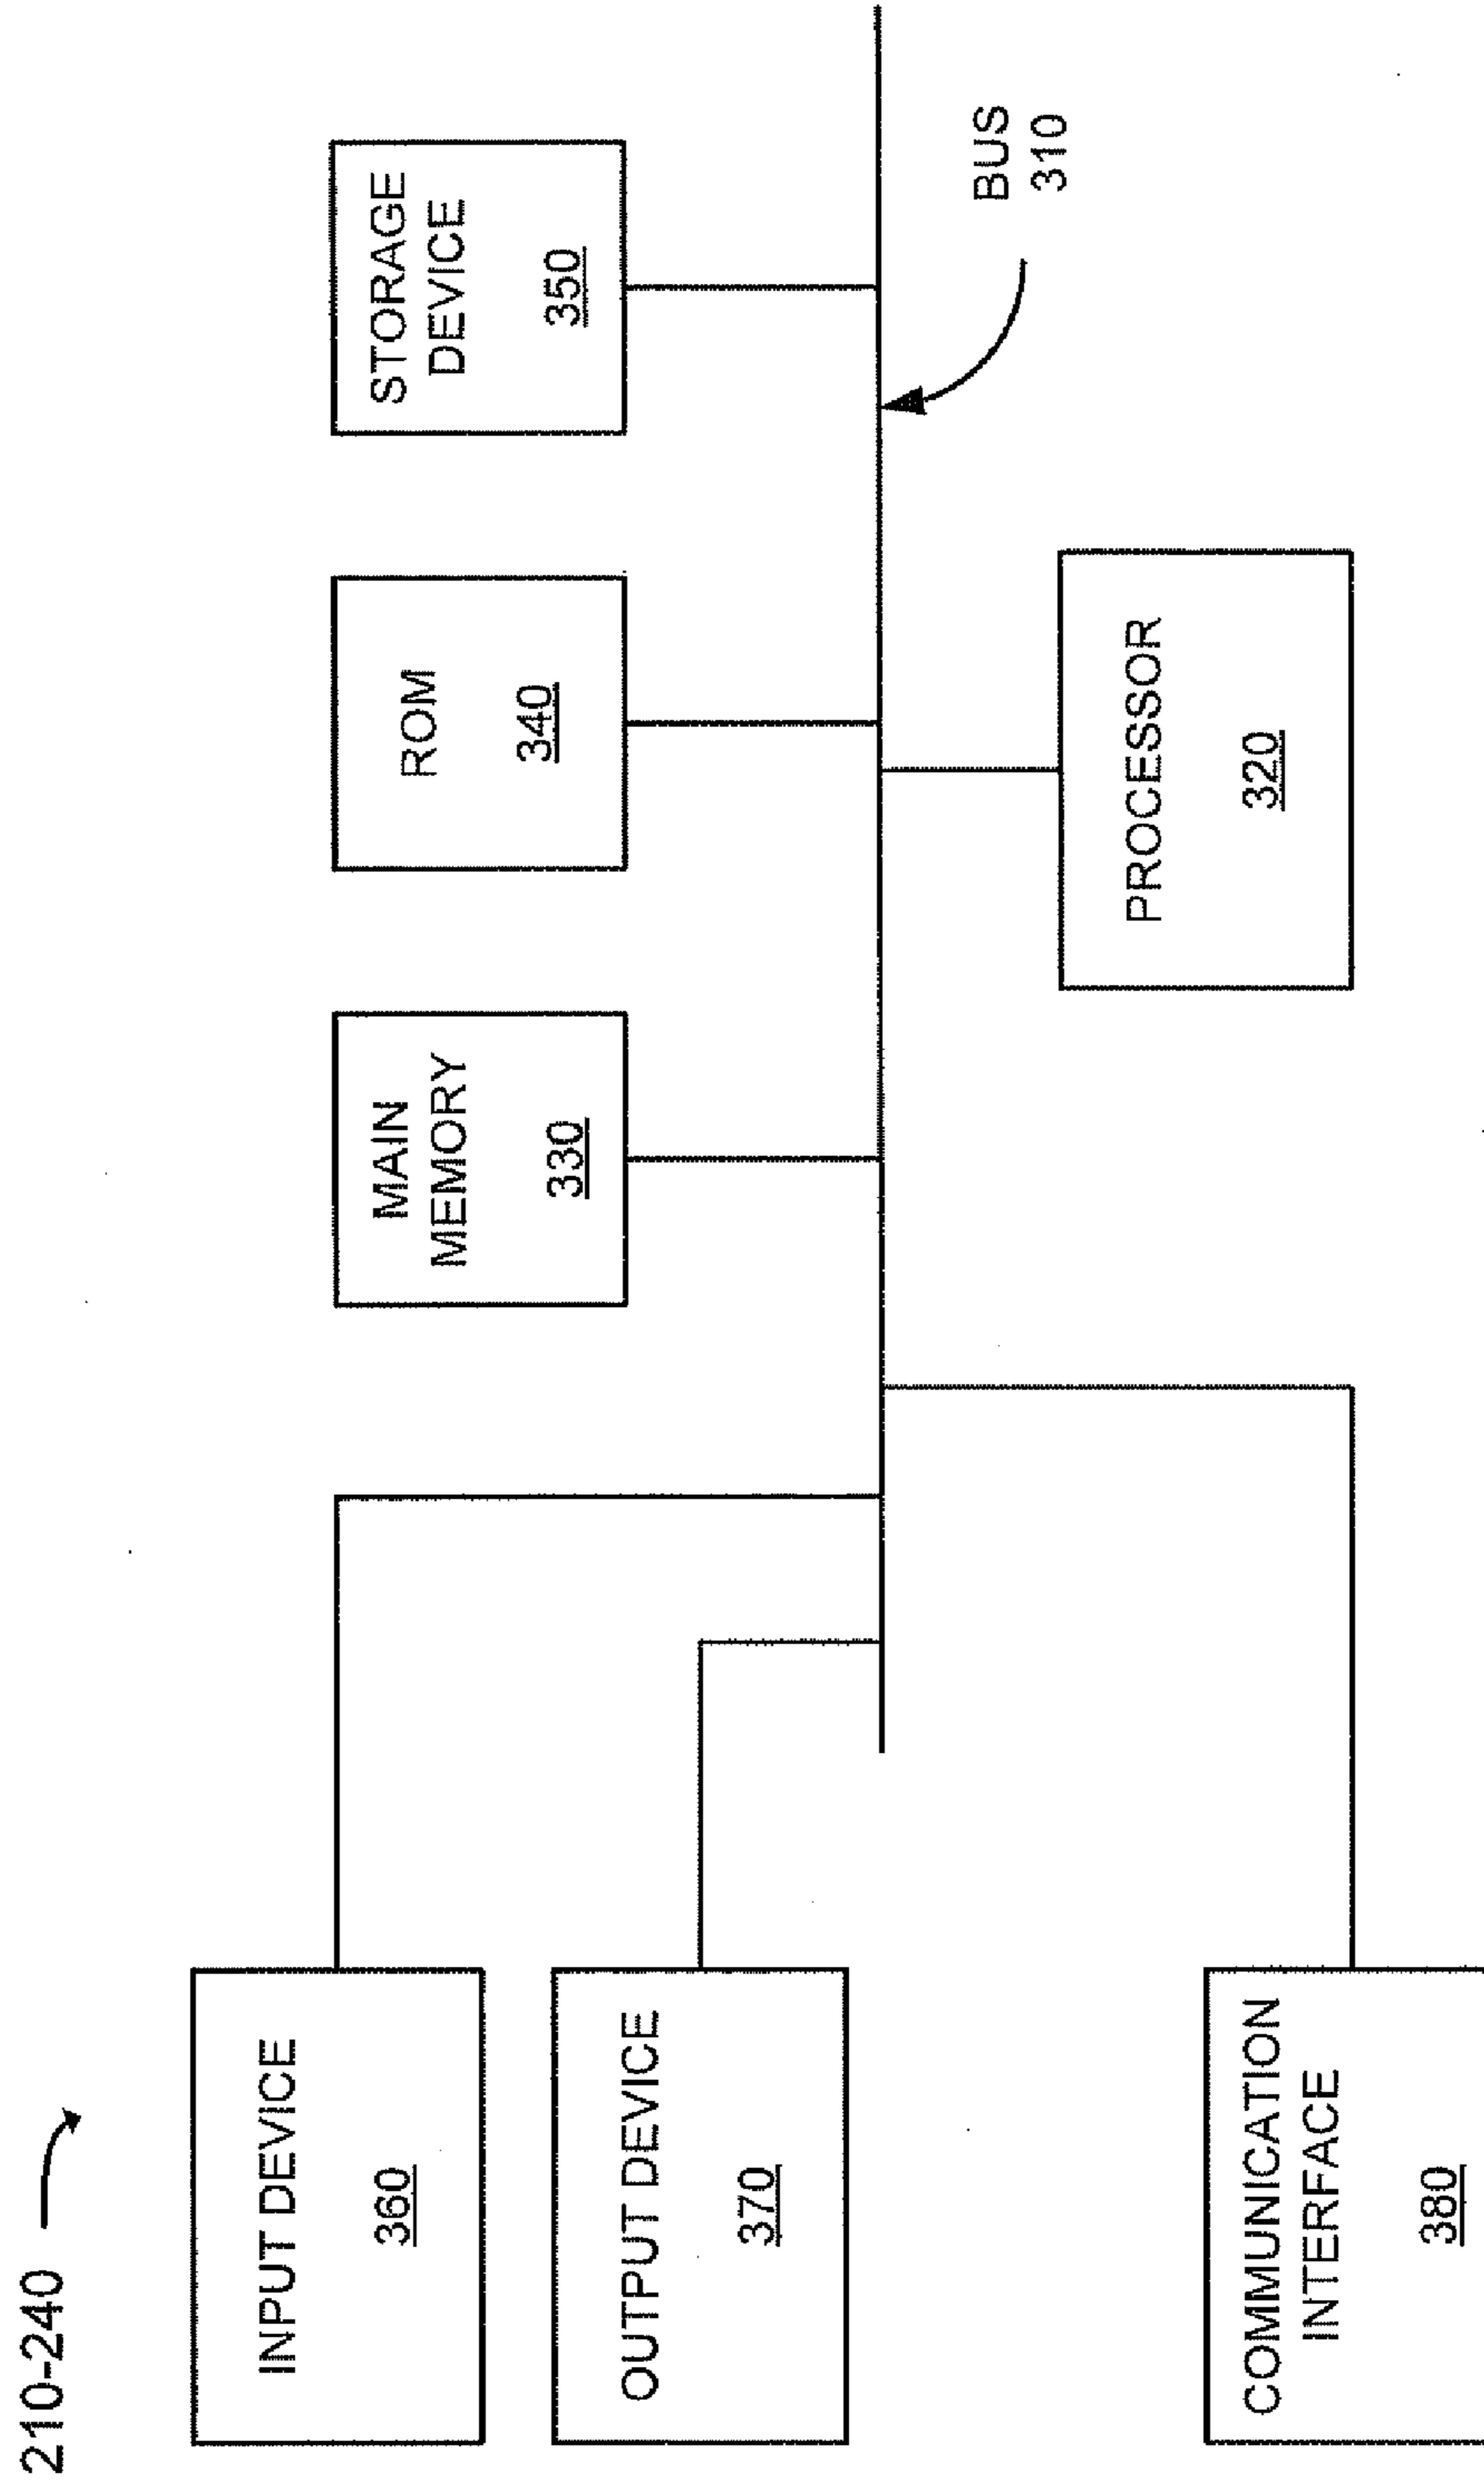 210-240
INPUT DEVICE
360
OUTPUT DEVICE
370
COMMUNICATION
INTERFACE
380
MAIN
MEMORY
330
ROM
340
STORAGE
DEVICE
350
PROCESSOR
320
BUS
310